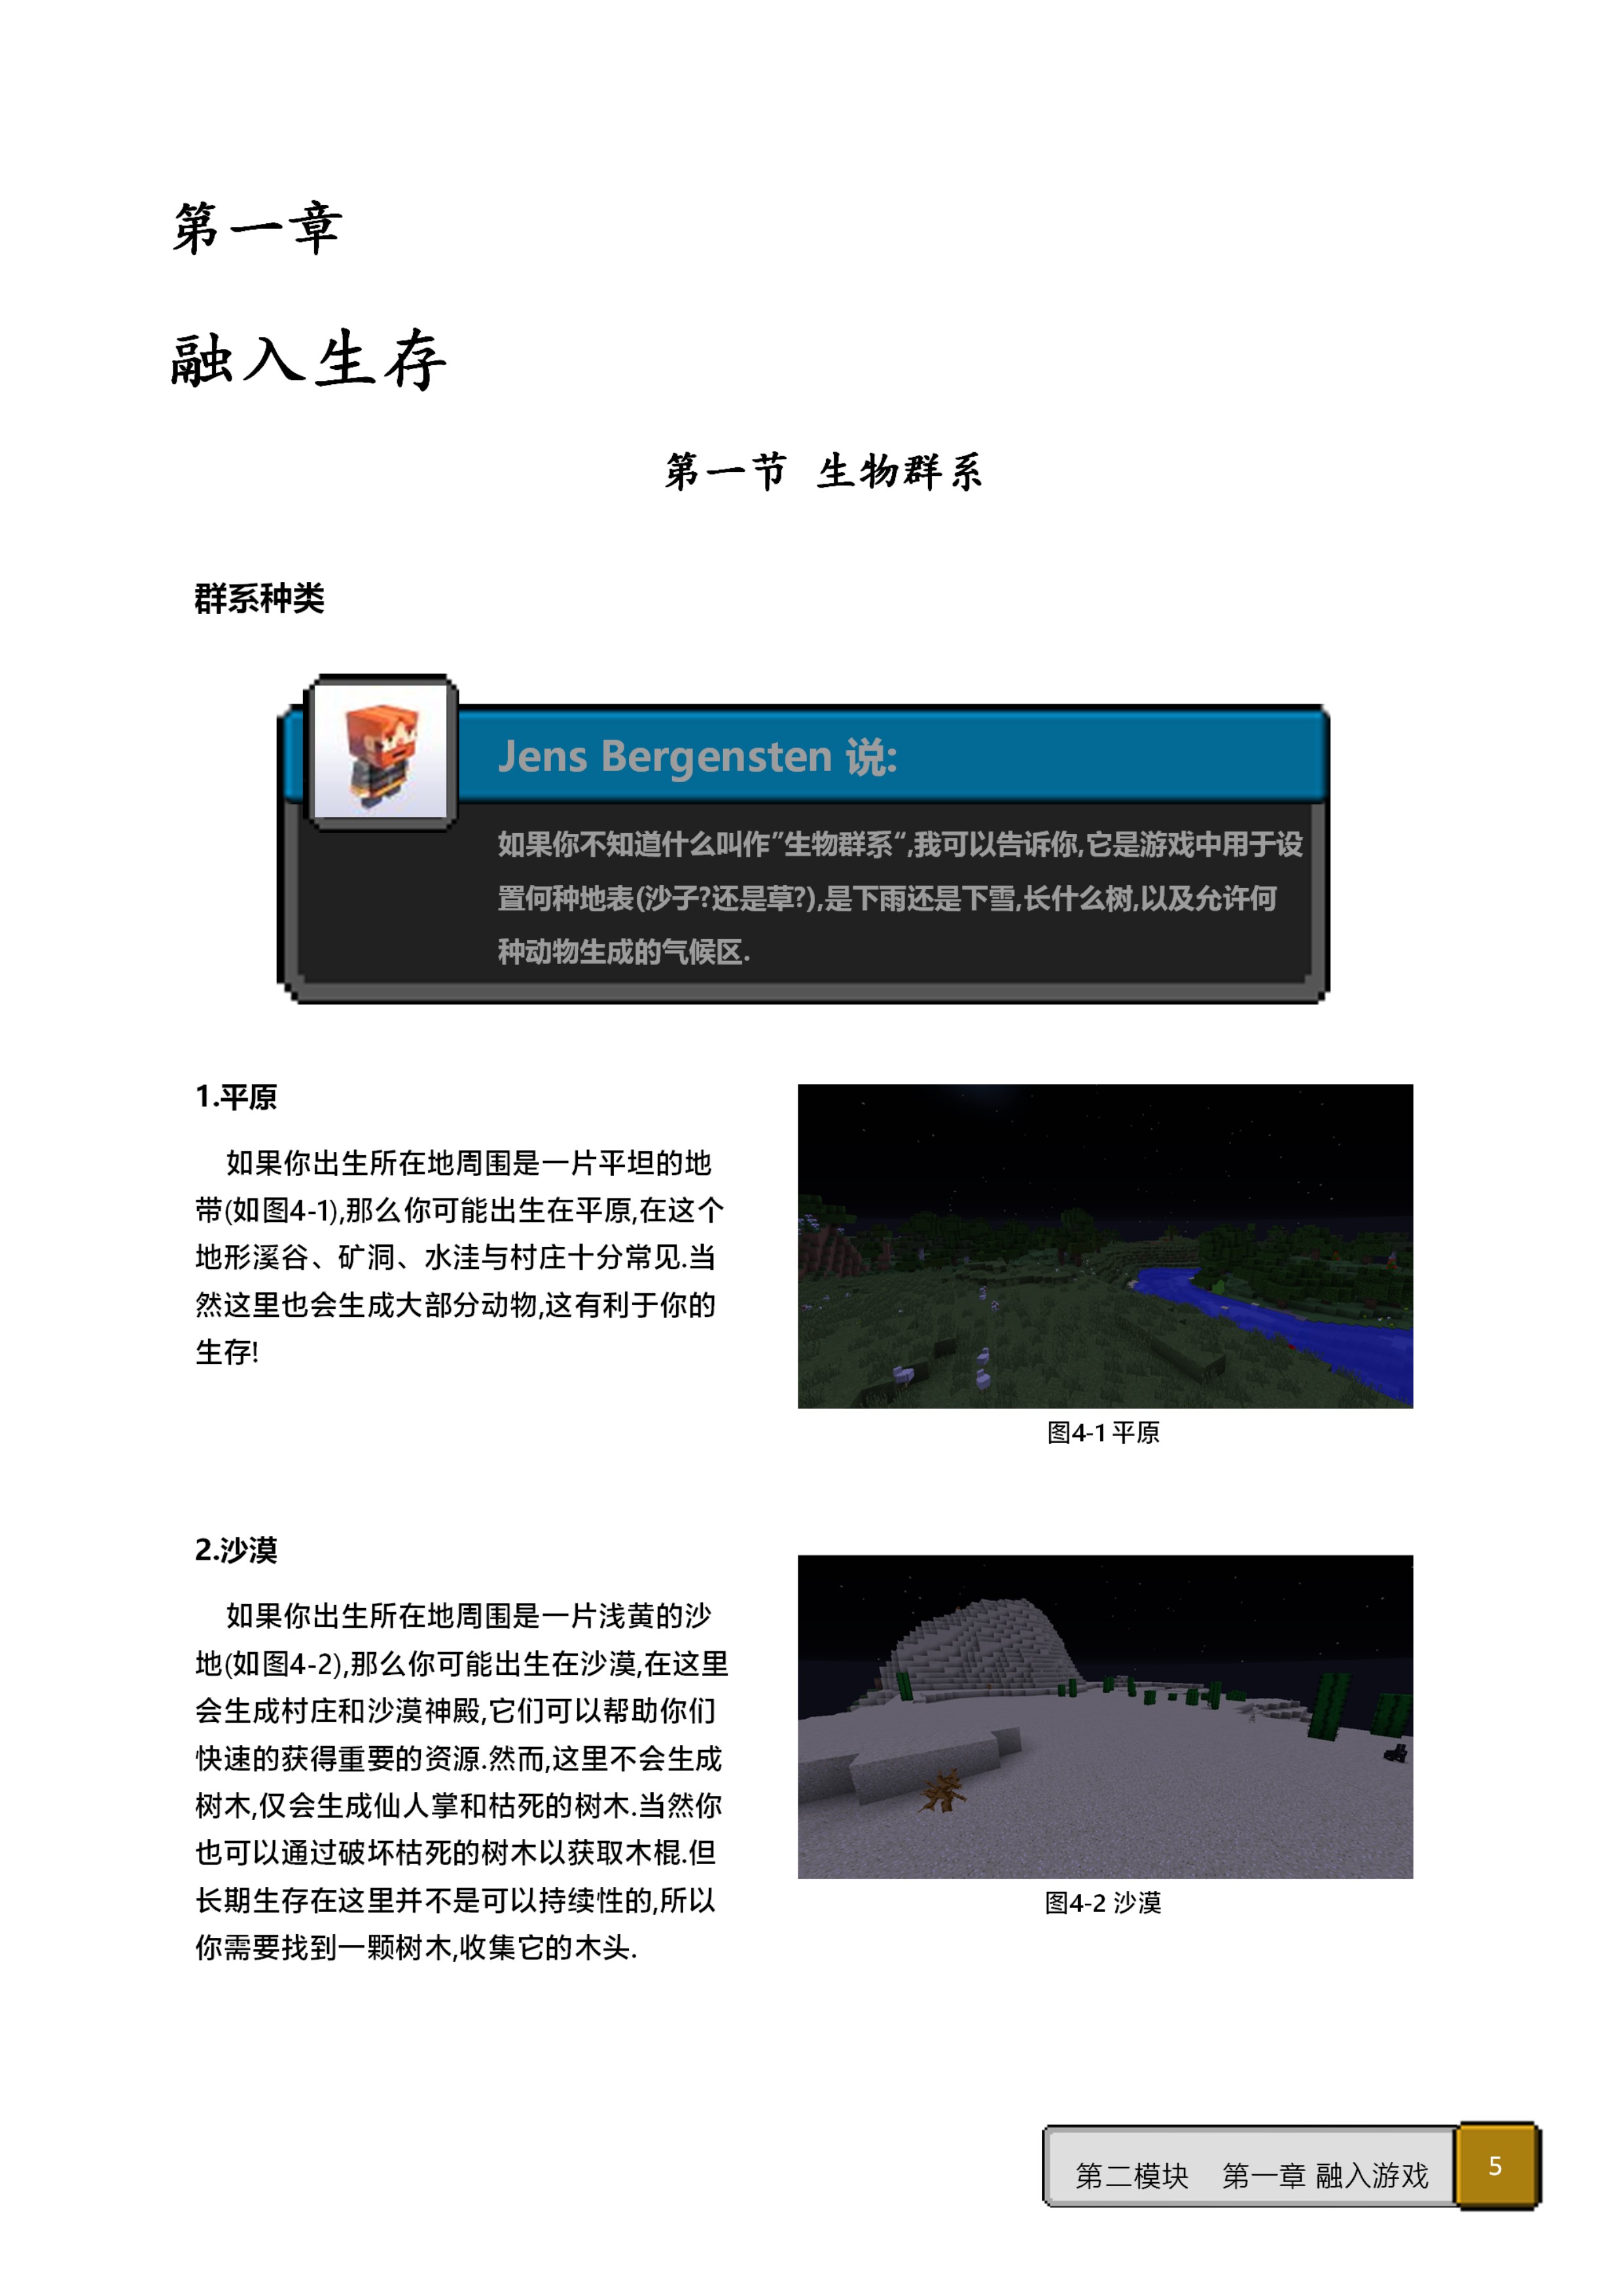 第一章
融入生存
第一节 生物群系
群系种类
Jens Bergensten 说:
如果你不知道什么叫作”生物群系“,我可以告诉你,它是游戏中用于设
置何种地表(沙子?还是草?),是下雨还是下雪,长什么树,以及允许何
种动物生成的气候区.
1.平原
如果你出生所在地周围是一片平坦的地
带(如图4-1),那么你可能出生在平原,在这个
地形溪谷、矿洞、水洼与村庄十分常见.当
然这里也会生成大部分动物,这有利于你的
生存!
图4-1 平原
2.沙漠
如果你出生所在地周围是一片浅黄的沙
地(如图4-2),那么你可能出生在沙漠,在这里
会生成村庄和沙漠神殿,它们可以帮助你们
快速的获得重要的资源.然而,这里不会生成
树木,仅会生成仙人掌和枯死的树木.当然你
也可以通过破坏枯死的树木以获取木棍.但
长期生存在这里并不是可以持续性的,所以
你需要找到一颗树木,收集它的木头.
图4-2 沙漠
第二模块 第一章 融入游戏
5